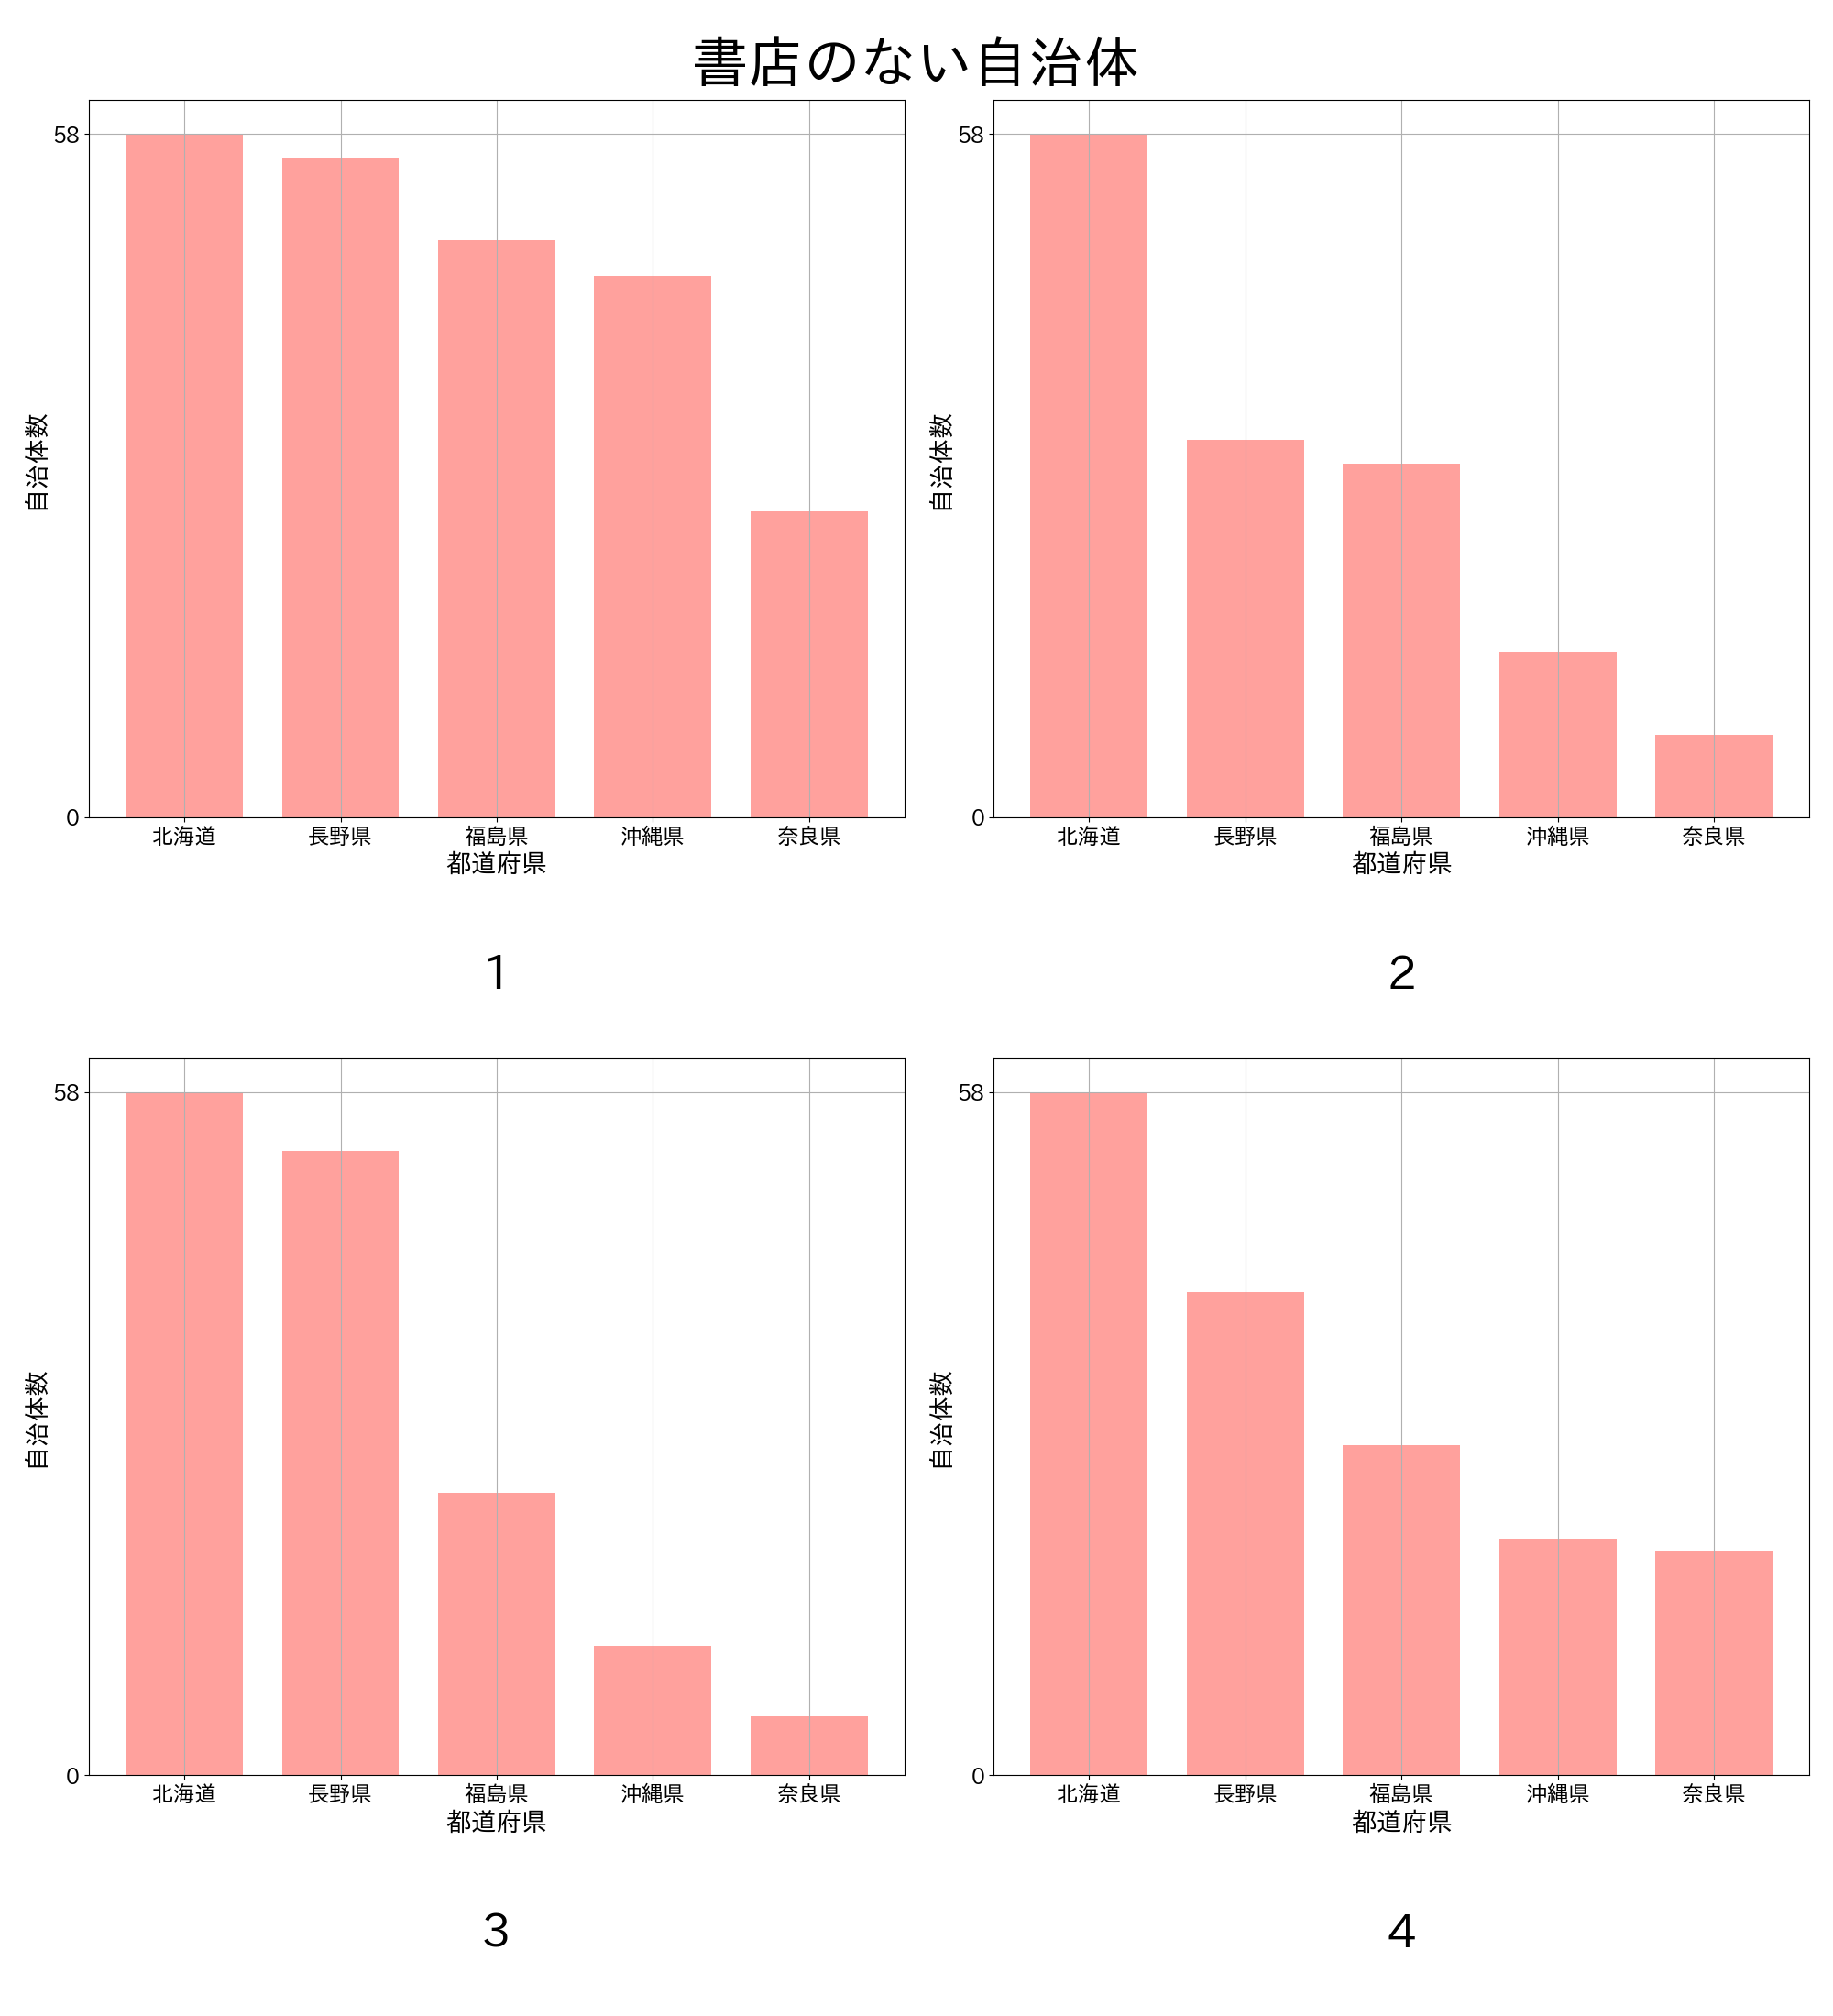 書店のない自治体
58
0
自治体数
北海道 長野県 福島県 沖縄県 奈良県
都道府県
1
58
0
自治体数
北海道 長野県 福島県 沖縄県 奈良県
都道府県
2
58
0
自治体数
北海道 長野県 福島県 沖縄県 奈良県
都道府県
3
58
0
自治体数
北海道 長野県 福島県 沖縄県 奈良県
都道府県
4